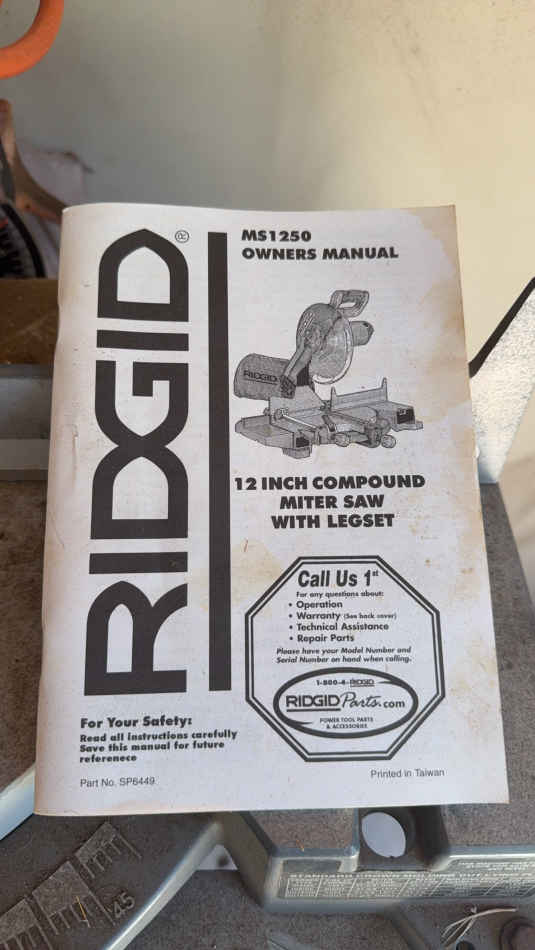 RIDGID®
MS1250
OWNERS MANUAL
RIDGID
12 INCH COMPOUND
MITER SAW
WITH LEGSET
Call Us 1st
For any questions about:
• Operation
• Warranty (See back cover)
• Technical Assistance
• Repair Parts
Please have your Model Number and
Serial Number on hand when calling.
1-800-4-RIDGID
RIDGID Parts.com
POWER TOOL PARTS
& ACCESSORIES
For Your Safety:
Read all instructions carefully
Save this manual for future
referenece
Part No. SP6449
Printed in Taiwan
45